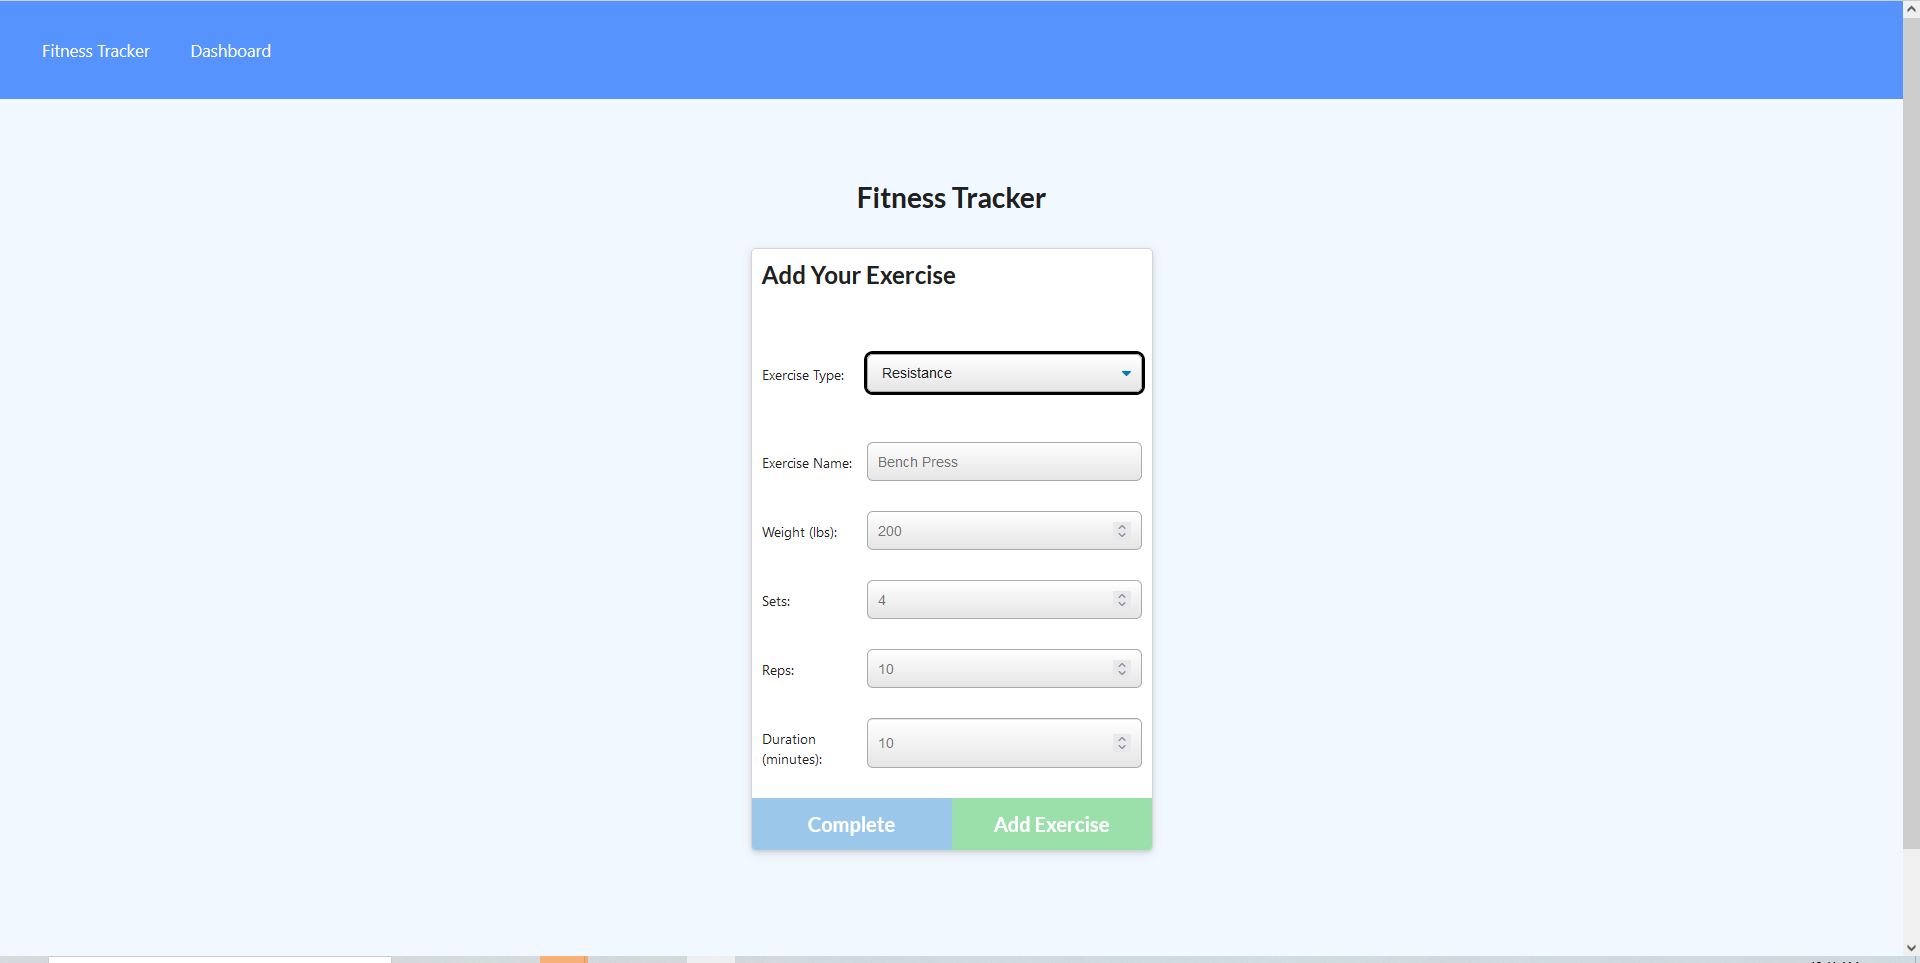 Fitness Tracker Dashboard
Fitness Tracker
Add Your Exercise
Exercise Type: Resistance
Exercise Name: Bench Press
Weight (lbs): 200
Sets: 4
Reps: 10
Duration (minutes): 10
Complete Add Exercise